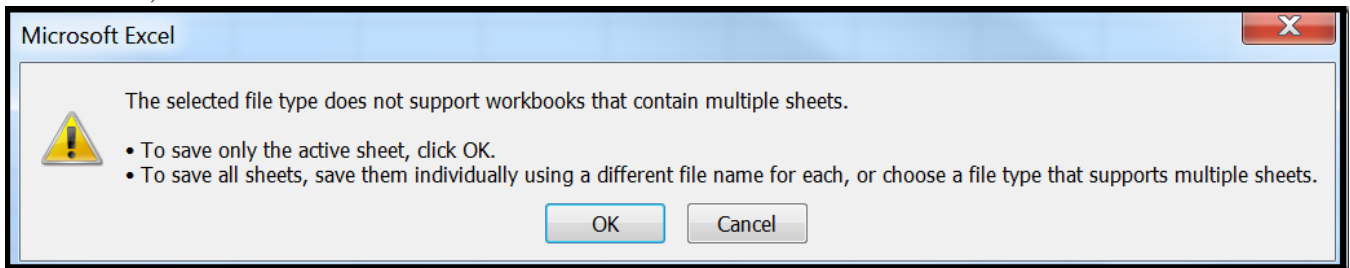 Microsoft Excel
The selected file type does not support workbooks that contain multiple sheets.
• To save only the active sheet, click OK.
• To save all sheets, save them individually using a different file name for each, or choose a file type that supports multiple sheets.
OK Cancel